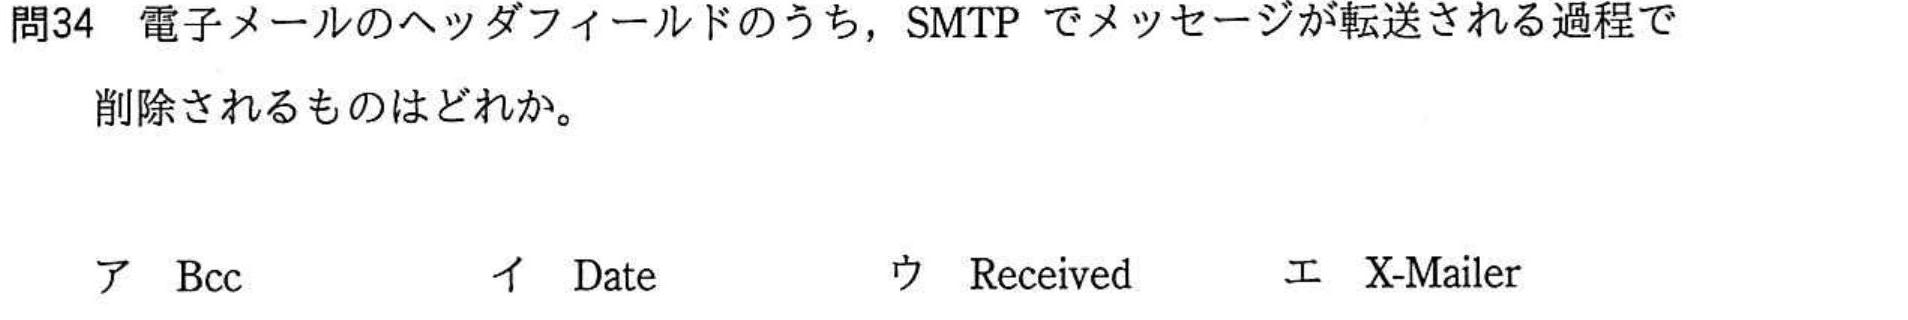 問34　電子メールのヘッダフィールドのうち，SMTP でメッセージが転送される過程で
削除されるものはどれか。
ア　Bcc　イ　Date　ウ　Received　エ　X-Mailer